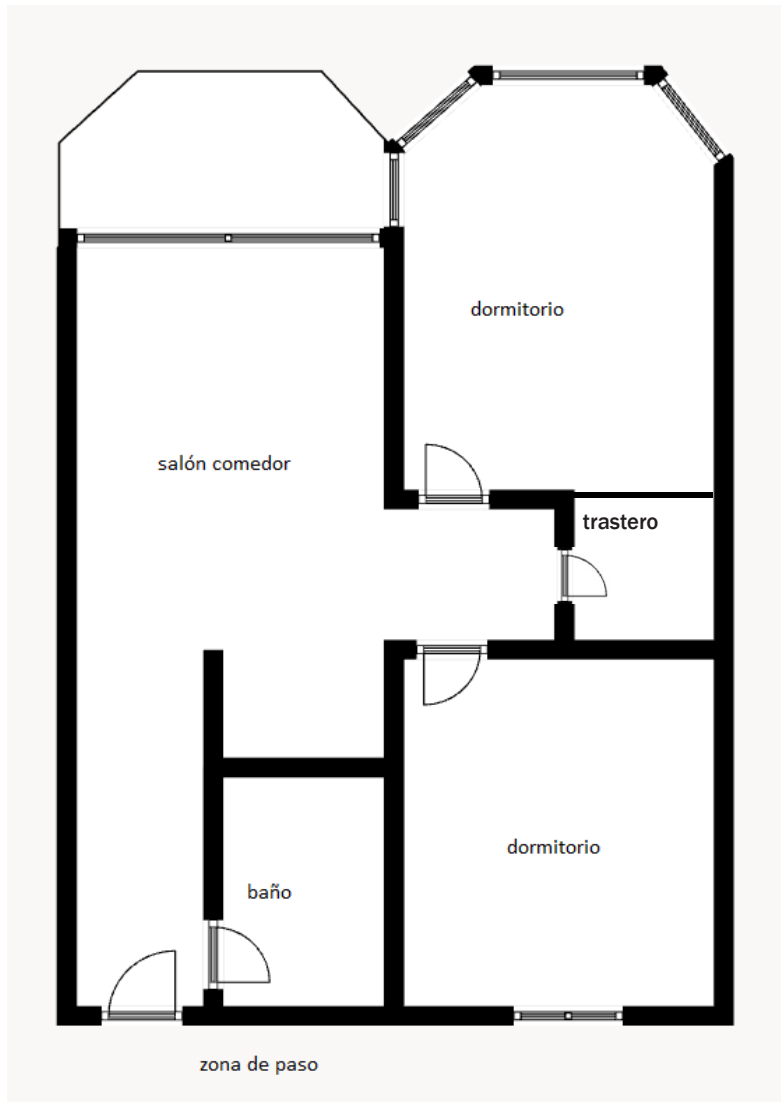 dormitorio
salón comedor
trastero
dormitorio
baño
zona de paso